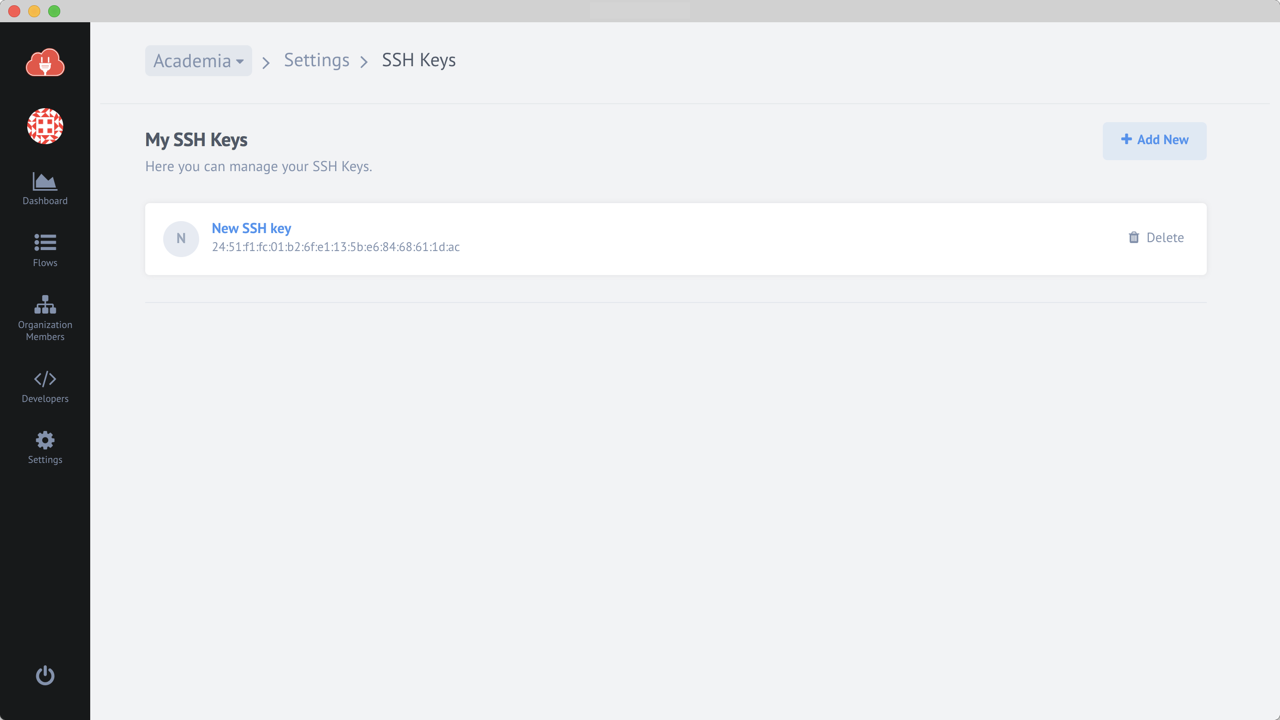 Academia
Settings
SSH Keys
My SSH Keys
Here you can manage your SSH Keys.
Add New
N
New SSH key
24:51:f1:fc:01:b2:6f:e1:13:5b:e6:84:68:61:1d:ac
Delete
Dashboard
Flows
Organization
Members
Developers
Settings